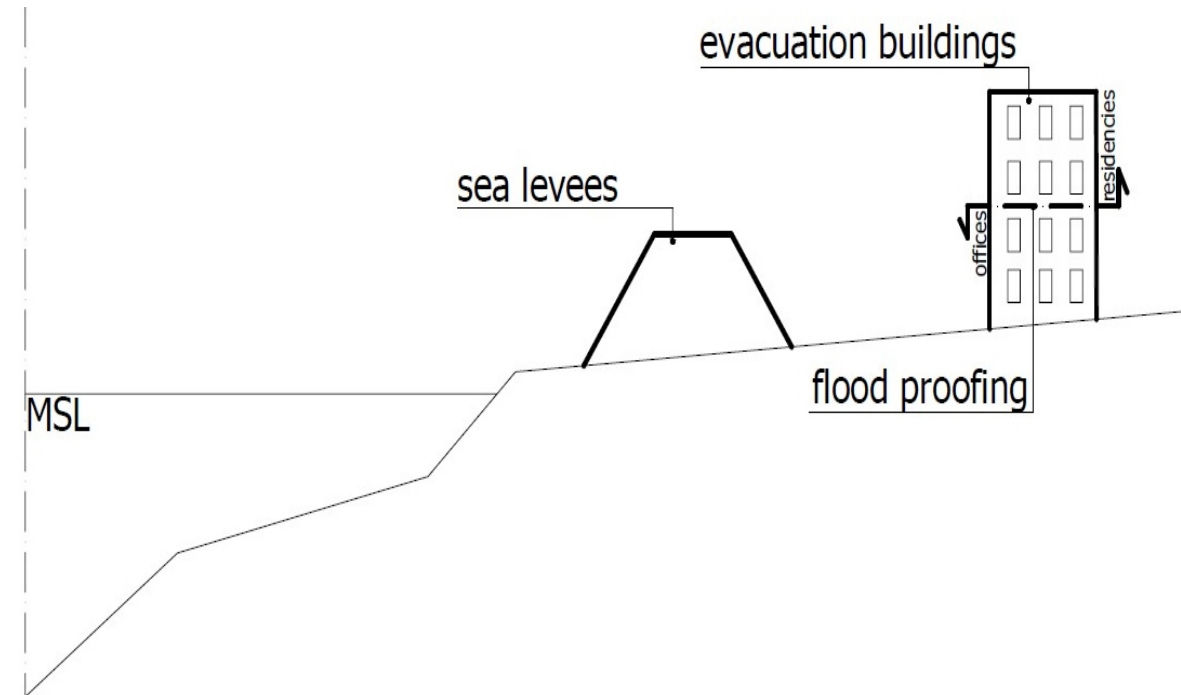 evacuation buildings
residencies
sea levees
offices
flood proofing
MSL